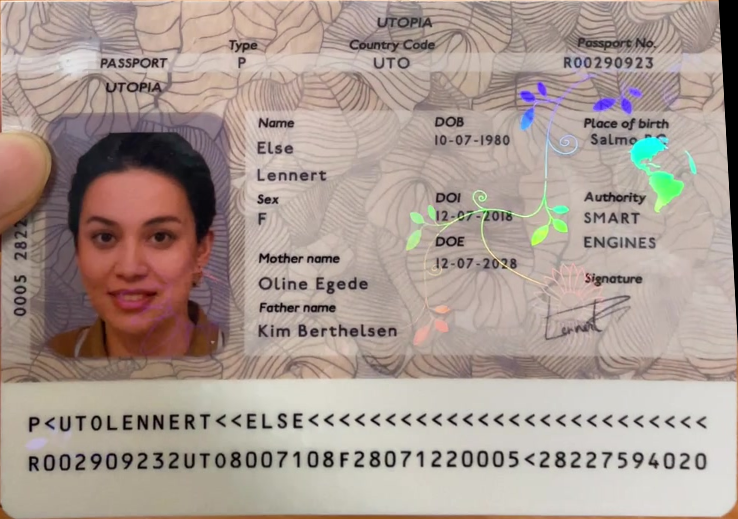 UTOPIA
Type Country Code Passport No.
PASSPORT P UTO R00290923
UTOPIA
Name DOB Place of birth
Else 10-07-1980 Salmo BC
Lennert
Sex DOI Authority
F 12-07-2018 SMART
DOE ENGINES
Mother name 12-07-2028
Oline Egede Signature
Father name
Kim Berthelsen Lennert
0005 2822
P<UTOLENNERT<<ELSE<<<<<<<<<<<<<<<<<<<<<<<<<<
R002909232UTO8007108F28071220005<28227594020